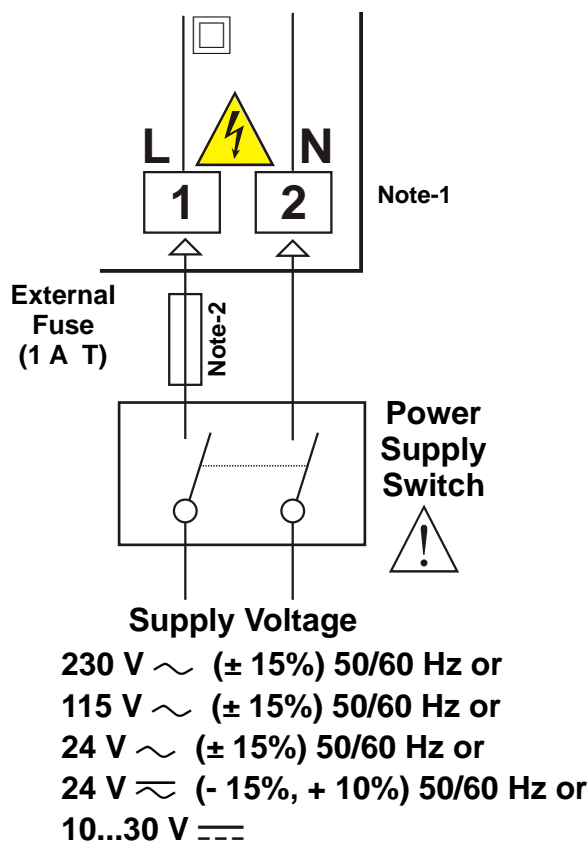 L N
1 2 Note-1
External
Fuse
(1 A T)
Note-2
Power
Supply
Switch
!
Supply Voltage
230 V ~ (± 15%) 50/60 Hz or
115 V ~ (± 15%) 50/60 Hz or
24 V ~ (± 15%) 50/60 Hz or
24 V ⏦ (- 15%, + 10%) 50/60 Hz or
10...30 V ⎓